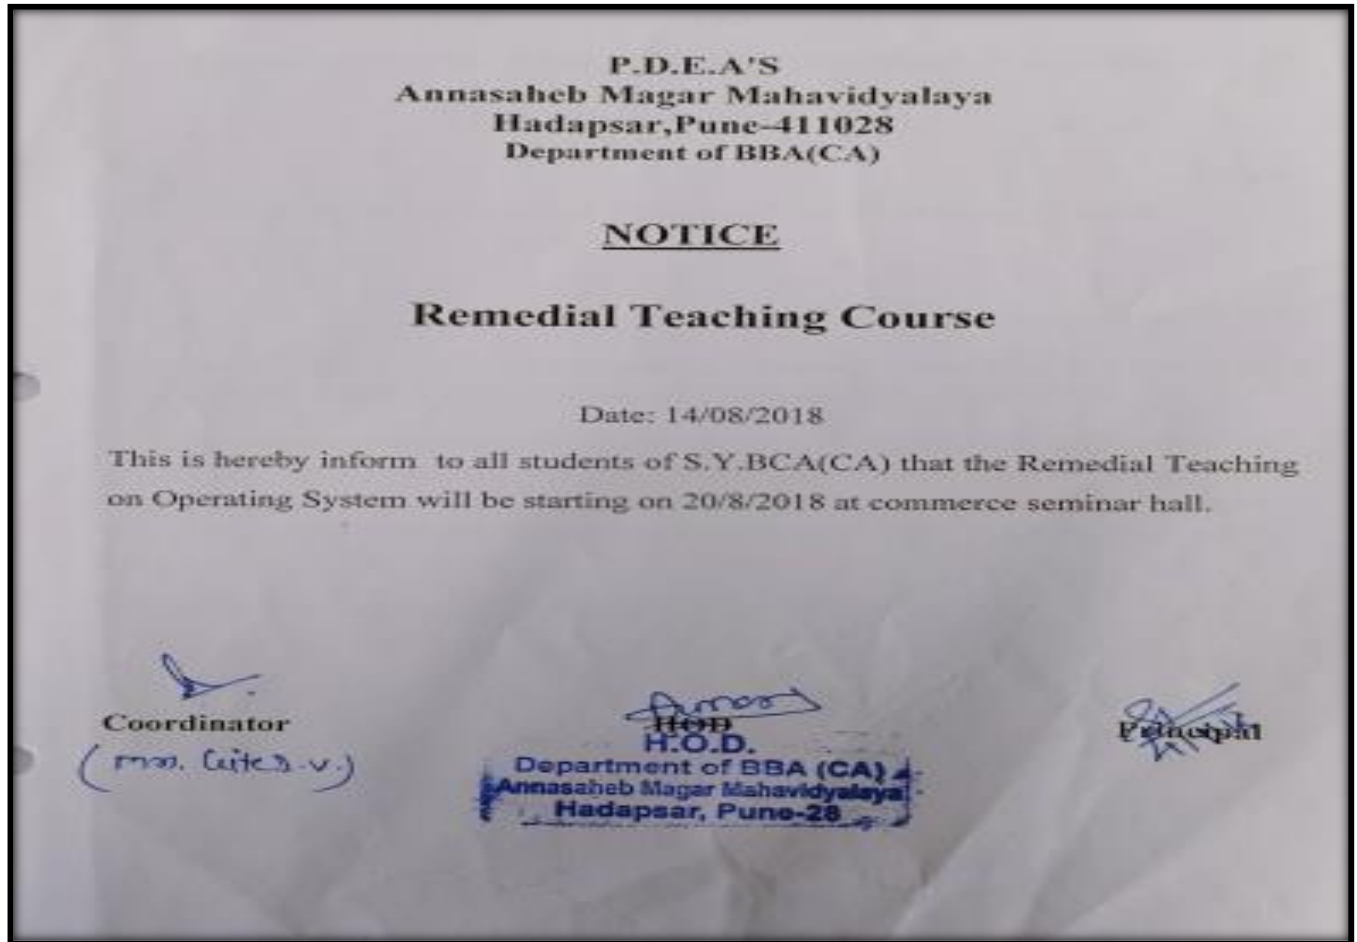 P.D.E.A'S
Annasaheb Magar Mahavidyalaya
Hadapsar,Pune-411028
Department of BBA(CA)
NOTICE
Remedial Teaching Course
Date: 14/08/2018
This is hereby inform to all students of S.Y.BCA(CA) that the Remedial Teaching
on Operating System will be starting on 20/8/2018 at commerce seminar hall.
Coordinator
HOD
Principal
H.O.D.
Department of BBA (CA)
Annasaheb Magar Mahavidyalaya
Hadapsar, Pune-28